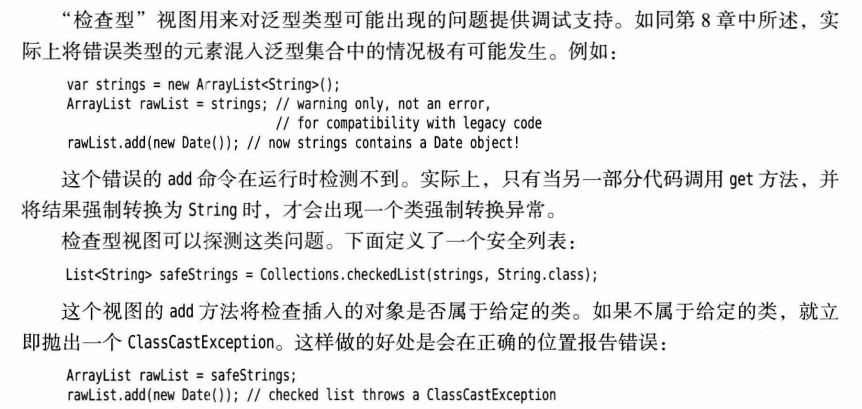 “检查型”视图用来对泛型类型可能出现的问题提供调试支持。如同第 8 章中所述，实
际上将错误类型的元素混入泛型集合中的情况极有可能发生。例如：
var strings = new ArrayList<String>();
ArrayList rawList = strings; // warning only, not an error,
// for compatibility with legacy code
rawList.add(new Date()); // now strings contains a Date object!
这个错误的 add 命令在运行时检测不到。实际上，只有当另一部分代码调用 get 方法，并
将结果强制转换为 String 时，才会出现一个类强制转换异常。
检查型视图可以探测这类问题。下面定义了一个安全列表：
List<String> safeStrings = Collections.checkedList(strings, String.class);
这个视图的 add 方法将检查插入的对象是否属于给定的类。如果不属于给定的类，就立
即抛出一个 ClassCastException。这样做的好处是会在正确的位置报告错误：
ArrayList rawList = safeStrings;
rawList.add(new Date()); // checked list throws a ClassCastException